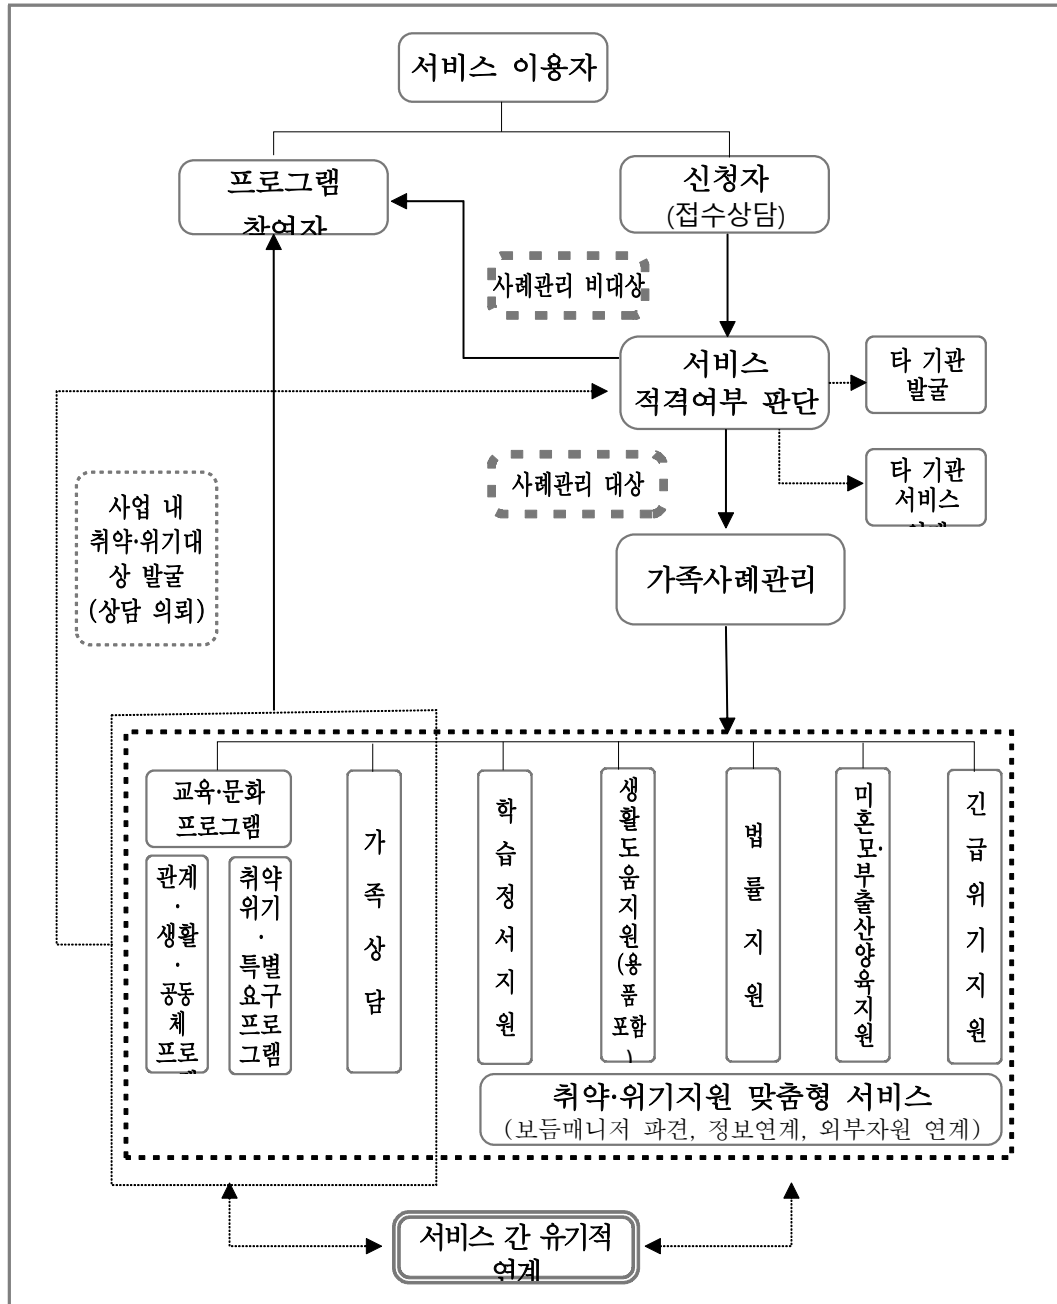 서비스 이용자
프로그램
참여자
신청자
(접수상담)
사례관리 비대상
서비스
적격여부 판단
타 기관
발굴
사례관리 대상
타 기관
서비스
사업 내
취약·위기대
상 발굴
(상담 의뢰)
가족사례관리
교육·문화
프로그램
관계
·
생활
·
공동
체
프로
취약
위기
·
특별
요구
프로
그램
가족상담
학습정서지원
생활도움지원(용품
포함)
법률지원
미혼모·부출산양육지원
긴급위기지원
취약·위기지원 맞춤형 서비스
(보듬매니저 파견, 정보연계, 외부자원 연계)
서비스 간 유기적
연계